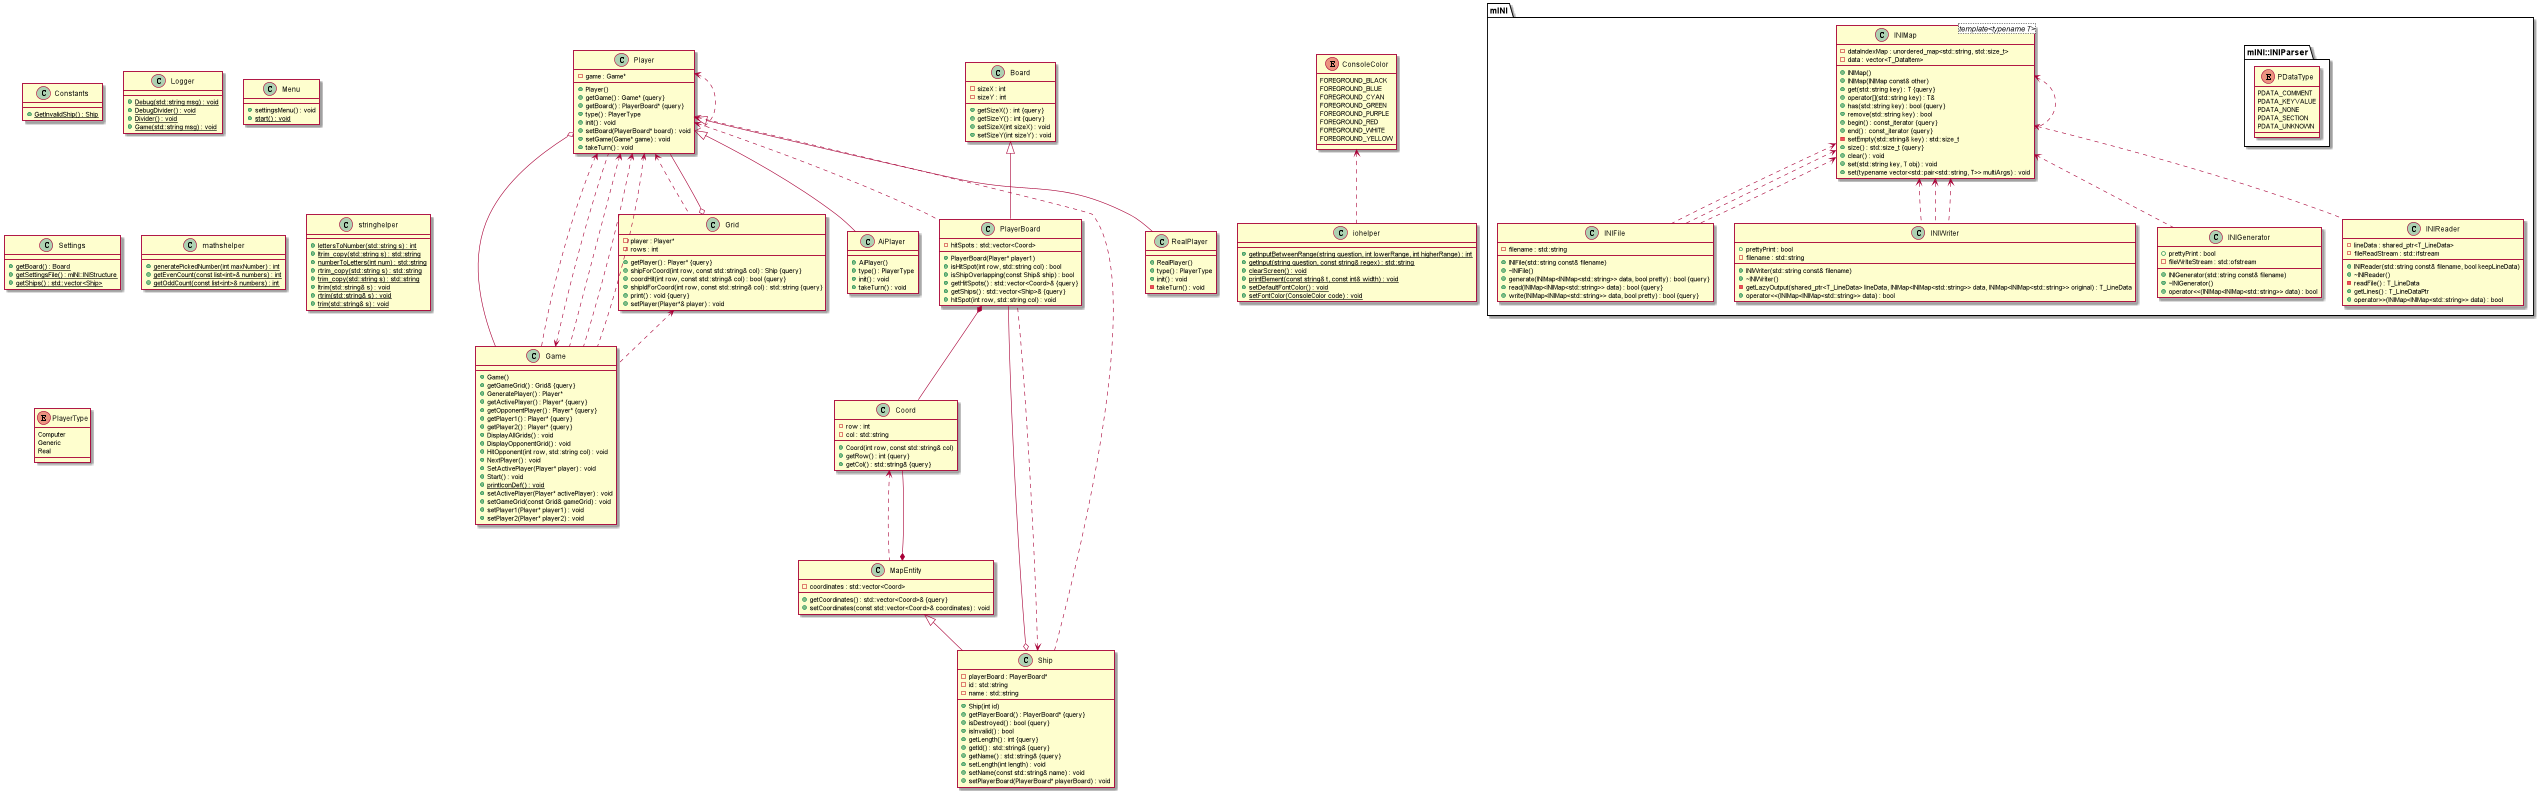 Constants
GetInvalidShip() : Ship
Logger
Debug(std::string msg) : void
DebugDivider() : void
Divider() : void
Game(std::string msg) : void
Menu
settingsMenu() : void
start() : void
Player
game : Game*
Player()
getGame() : Game* {query}
getBoard() : PlayerBoard* {query}
type() : PlayerType
init() : void
setBoard(PlayerBoard* board) : void
setGame(Game* game) : void
takeTurn() : void
Board
sizeX : int
sizeY : int
getSizeX() : int {query}
getSizeY() : int {query}
setSizeX(int sizeX) : void
setSizeY(int sizeY) : void
ConsoleColor
FOREGROUND_BLACK
FOREGROUND_BLUE
FOREGROUND_CYAN
FOREGROUND_GREEN
FOREGROUND_PURPLE
FOREGROUND_RED
FOREGROUND_WHITE
FOREGROUND_YELLOW
mINI
INIMap
template<typename T>
dataIndexMap : unordered_map<std::string, std::size_t>
data : vector<T_DataItem>
INIMap()
INIMap(INIMap const& other)
get(std::string key) : T {query}
operator[](std::string key) : T&
has(std::string key) : bool {query}
remove(std::string key) : bool
begin() : const_iterator {query}
end() : const_iterator {query}
setEmpty(std::string& key) : std::size_t
size() : std::size_t {query}
clear() : void
set(std::string key, T obj) : void
set(typename vector<std::pair<std::string, T>> multiArgs) : void
mINI::INIParser
PDataType
PDATA_COMMENT
PDATA_KEYVALUE
PDATA_NONE
PDATA_SECTION
PDATA_UNKNOWN
Settings
getBoard() : Board
getSettingsFile() : mINI::INIStructure
getShips() : std::vector<Ship>
mathshelper
generatePickedNumber(int maxNumber) : int
getEvenCount(const list<int>& numbers) : int
getOddCount(const list<int>& numbers) : int
stringhelper
lettersToNumber(std::string s) : int
ltrim_copy(std::string s) : std::string
numberToLetters(int num) : std::string
rtrim_copy(std::string s) : std::string
trim_copy(std::string s) : std::string
ltrim(std::string& s) : void
rtrim(std::string& s) : void
trim(std::string& s) : void
Grid
player : Player*
rows : int
getPlayer() : Player* {query}
shipForCoord(int row, const std::string& col) : Ship {query}
coordHit(int row, const std::string& col) : bool {query}
shipIdForCoord(int row, const std::string& col) : std::string {query}
print() : void {query}
setPlayer(Player*& player) : void
AiPlayer
AiPlayer()
type() : PlayerType
init() : void
takeTurn() : void
PlayerBoard
hitSpots : std::vector<Coord>
PlayerBoard(Player* player1)
isHitSpot(int row, std::string col) : bool
isShipOverlapping(const Ship& ship) : bool
getHitSpots() : std::vector<Coord>& {query}
getShips() : std::vector<Ship>& {query}
hitSpot(int row, std::string col) : void
RealPlayer
RealPlayer()
type() : PlayerType
init() : void
takeTurn() : void
iohelper
getInputBetweenRange(string question, int lowerRange, int higherRange) : int
getInput(string question, const string& regex) : std::string
clearScreen() : void
printElement(const string& t, const int& width) : void
setDefaultFontColor() : void
setFontColor(ConsoleColor code) : void
INIFile
filename : std::string
INIFile(std::string const& filename)
~INIFile()
generate(INIMap<INIMap<std::string>> data, bool pretty) : bool {query}
read(INIMap<INIMap<std::string>> data) : bool {query}
write(INIMap<INIMap<std::string>> data, bool pretty) : bool {query}
INIWriter
prettyPrint : bool
filename : std::string
INIWriter(std::string const& filename)
~INIWriter()
getLazyOutput(shared_ptr<T_LineData> lineData, INIMap<INIMap<std::string>> data, INIMap<INIMap<std::string>> original) : T_LineData
operator<<(INIMap<INIMap<std::string>> data) : bool
INIGenerator
prettyPrint : bool
fileWriteStream : std::ofstream
INIGenerator(std::string const& filename)
~INIGenerator()
operator<<(INIMap<INIMap<std::string>> data) : bool
INIReader
lineData : shared_ptr<T_LineData>
fileReadStream : std::ifstream
INIReader(std::string const& filename, bool keepLineData)
~INIReader()
readFile() : T_LineData
getLines() : T_LineDataPtr
operator>>(INIMap<INIMap<std::string>> data) : bool
Game
Game()
getGameGrid() : Grid& {query}
GeneratePlayer() : Player*
getActivePlayer() : Player* {query}
getOpponentPlayer() : Player* {query}
getPlayer1() : Player* {query}
getPlayer2() : Player* {query}
DisplayAllGrids() : void
DisplayOpponentGrid() : void
HitOpponent(int row, std::string col) : void
NextPlayer() : void
SetActivePlayer(Player* player) : void
Start() : void
printIconDef() : void
setActivePlayer(Player* activePlayer) : void
setGameGrid(const Grid& gameGrid) : void
setPlayer1(Player* player1) : void
setPlayer2(Player* player2) : void
PlayerType
Computer
Generic
Real
Coord
row : int
col : std::string
Coord(int row, const std::string& col)
getRow() : int {query}
getCol() : std::string& {query}
MapEntity
coordinates : std::vector<Coord>
getCoordinates() : std::vector<Coord>& {query}
setCoordinates(const std::vector<Coord>& coordinates) : void
Ship
playerBoard : PlayerBoard*
id : std::string
name : std::string
Ship(int id)
getPlayerBoard() : PlayerBoard* {query}
isDestroyed() : bool {query}
isInvalid() : bool
getLength() : int {query}
getId() : std::string& {query}
getName() : std::string& {query}
setLength(int length) : void
setName(const std::string& name) : void
setPlayerBoard(PlayerBoard* playerBoard) : void